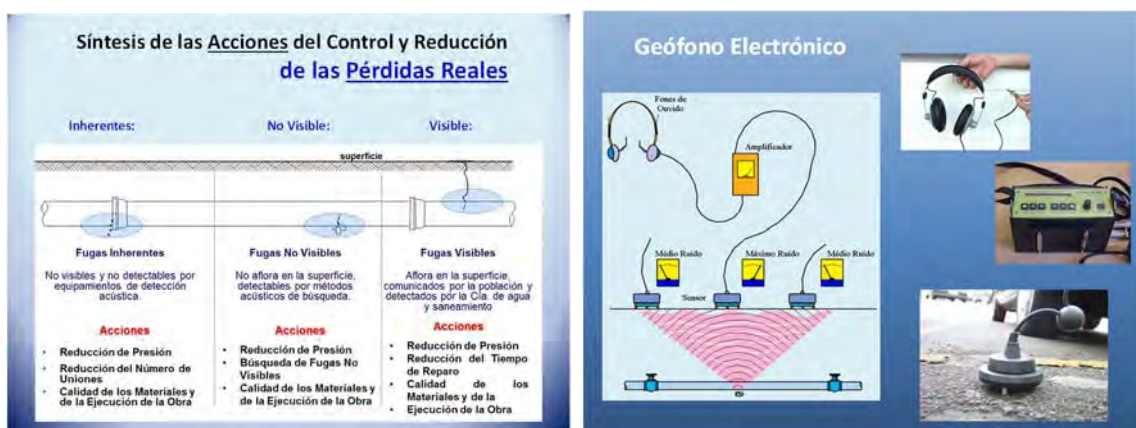 Síntesis de las Acciones del Control y Reducción
de las Pérdidas Reales
Inherentes:
No Visible:
Visible:
superficie
Fugas Inherentes
No visibles y no detectables por
equipamientos de detección
acústica.
Acciones
• Reducción de Presión
• Reducción del Número de
Uniones
• Calidad de los Materiales y
de la Ejecución de la Obra
Fugas No Visibles
No aflora en la superficie,
detectables por métodos
acústicos de búsqueda.
Acciones
• Reducción de Presión
• Búsqueda de Fugas No
Visibles
• Calidad de los Materiales y
de la Ejecución de la Obra
Fugas Visibles
Aflora en la superficie,
comunicados por la población y
detectados por la Cía. de agua
y saneamiento
Acciones
• Reducción de Presión
• Reducción del Tiempo
de Reparo
• Calidad de los
Materiales y de la
• Ejecución de la Obra
Geófono Electrónico
Fones de
Ouvido
Amplificador
Médio Ruído
Máximo Ruído
Médio Ruído
Sensor